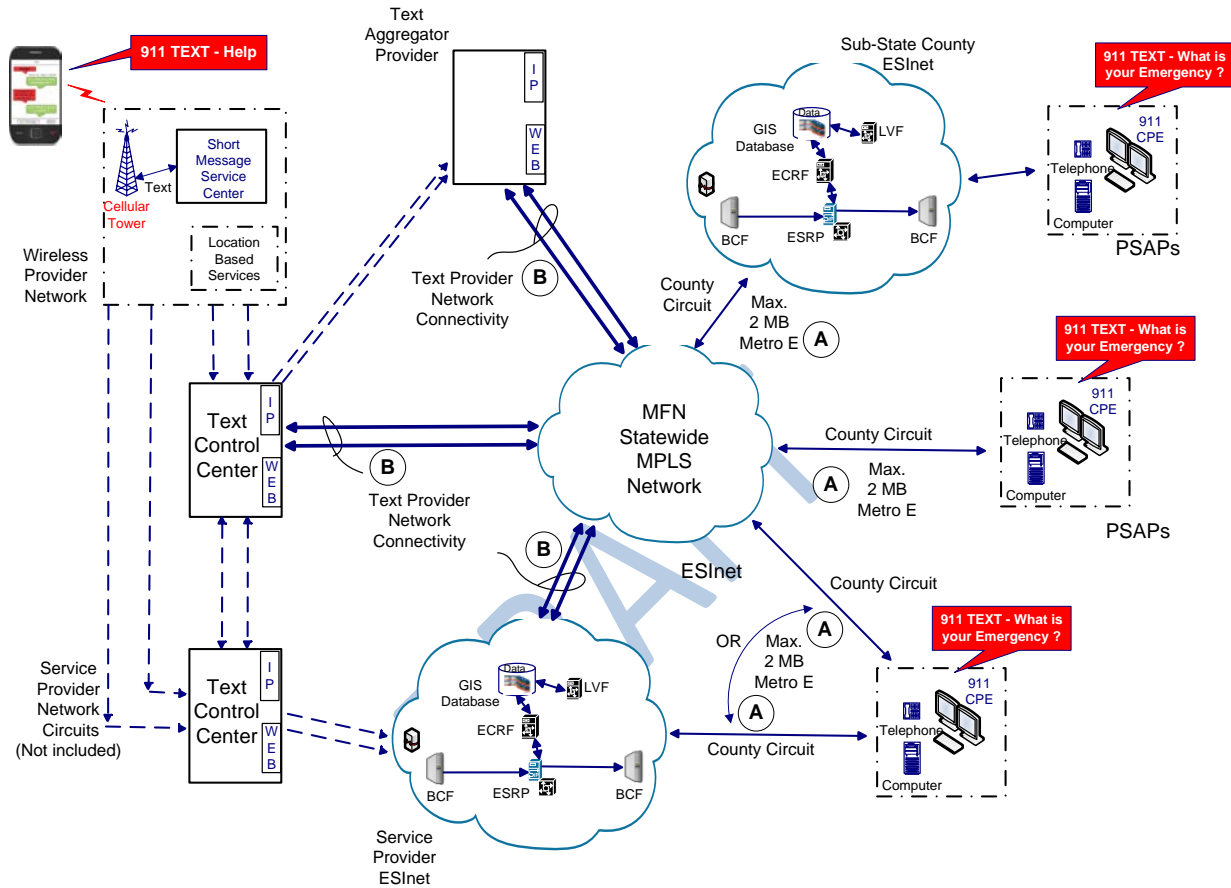 911 TEXT - Help
Text
Aggregator
Provider
I
P
W
E
B
Short
Message
Service
Center
Text
Cellular
Tower
Location
Based
Services
Wireless
Provider
Network
Sub-State County
ESInet
Data
GIS
Database
LVF
ECRF
BCF
ESRP
BCF
911 TEXT - What is
your Emergency ?
911
CPE
Telephone
Computer
PSAPs
Text Provider
Network
Connectivity
B
County
Circuit
Max.
2 MB
Metro E
A
Text
Control
Center
I
P
W
E
B
B
Text Provider
Network
Connectivity
MFN
Statewide
MPLS
Network
County Circuit
A
Max.
2 MB
Metro E
911 TEXT - What is
your Emergency ?
911
CPE
Telephone
Computer
PSAPs
B
ESInet
County Circuit
OR
Max.
2 MB
Metro E
A
A
County Circuit
911 TEXT - What is
your Emergency ?
911
CPE
Telephone
Computer
Service
Provider
Network
Circuits
(Not included)
Text
Control
Center
I
P
W
E
B
Data
GIS
Database
LVF
ECRF
BCF
ESRP
BCF
Service
Provider
ESInet